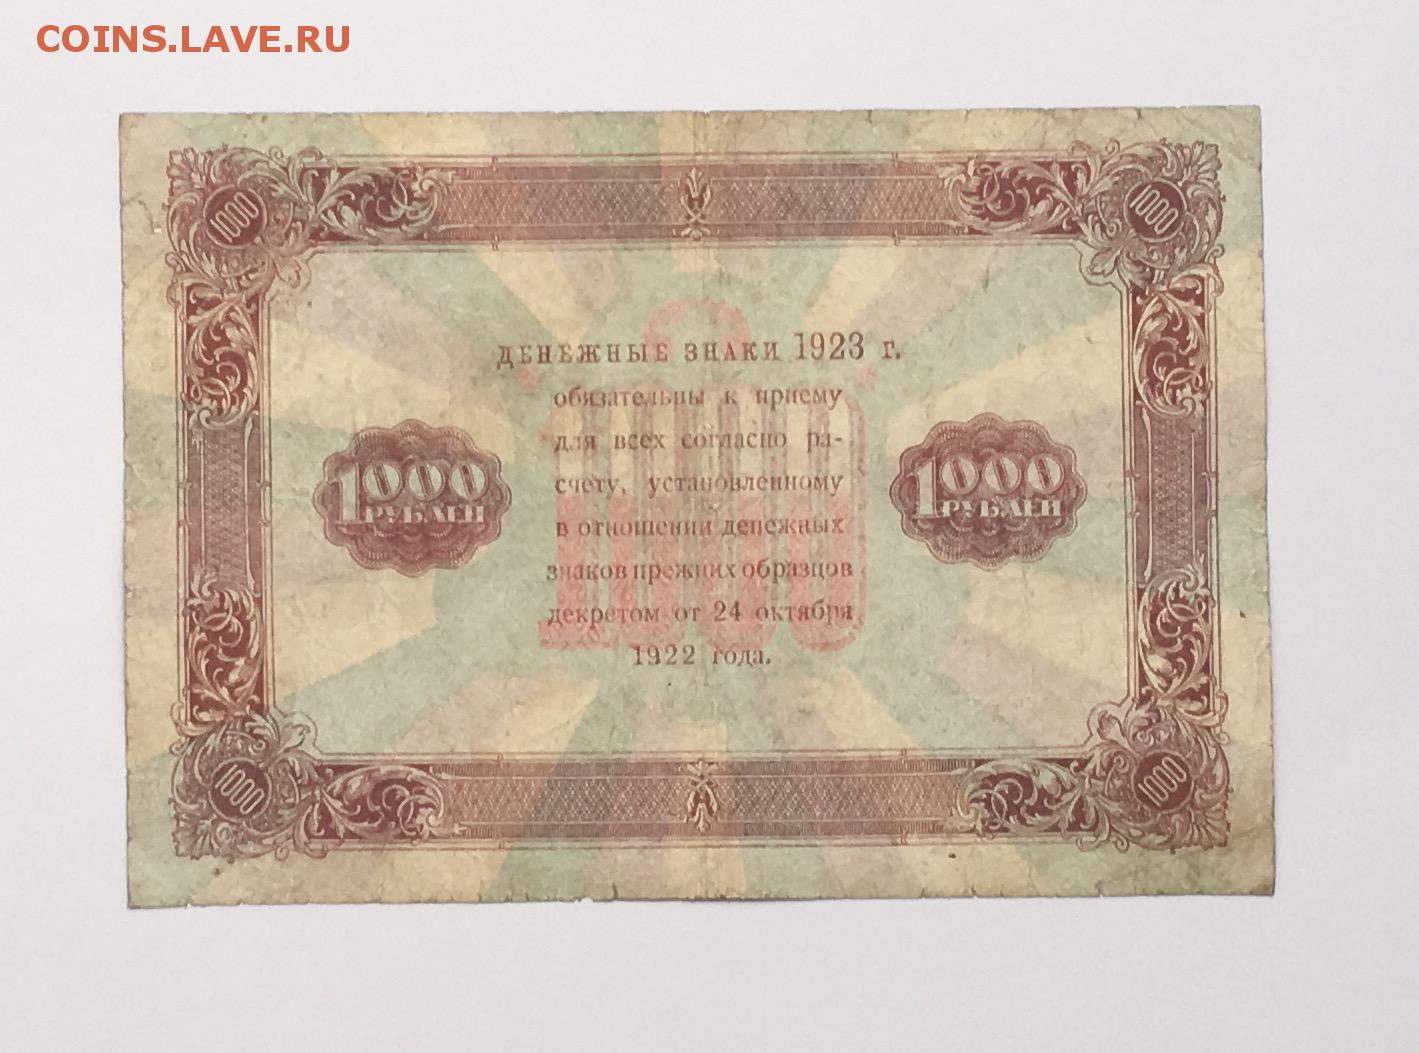 COINS.LAVE.RU
1000 1000
ДЕНЕЖНЫЕ ЗНАКИ 1923 г.
обязательны к приему
для всех согласно ра-
счету, установленному
в отношении денежных
знаков прежних образцов
декретом от 24 октября
1922 года.
1000 РУБЛЕЙ
1000
1000 РУБЛЕЙ
1000 1000